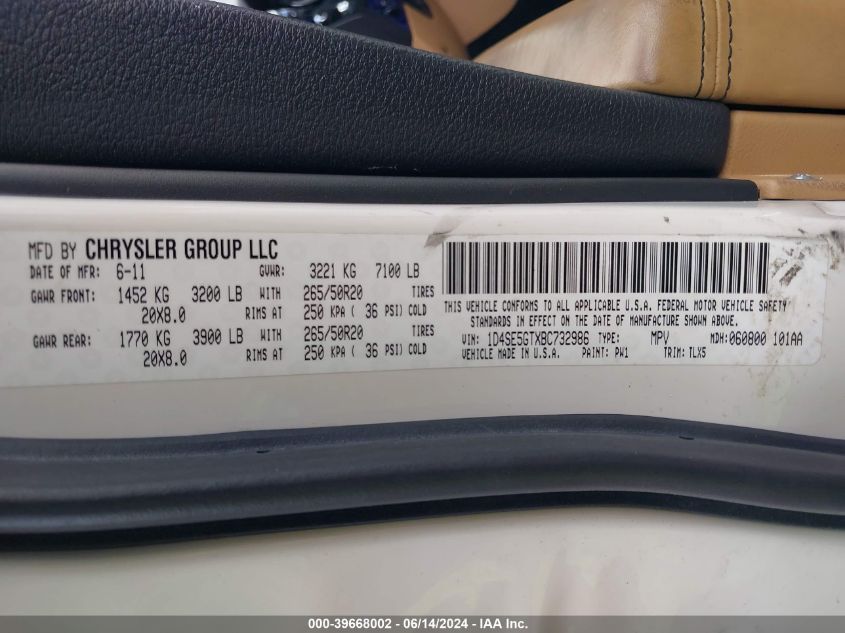 MFD BY CHRYSLER GROUP LLC
DATE OF MFR: 6-11 GVWR: 3221 KG 7100 LB
GAWR FRONT: 1452 KG 3200 LB WITH 265/50R20 TIRES
20X8.0 RIMS AT 250 KPA ( 36 PSI) COLD
GAWR REAR: 1770 KG 3900 LB WITH 265/50R20 TIRES
20X8.0 RIMS AT 250 KPA ( 36 PSI) COLD
THIS VEHICLE CONFORMS TO ALL APPLICABLE U.S.A. FEDERAL MOTOR VEHICLE SAFETY
STANDARDS IN EFFECT ON THE DATE OF MANUFACTURE SHOWN ABOVE.
VIN: 1D4SE5GTXBC732986 TYPE: MPV MDH: 060800 101AA
VEHICLE MADE IN U.S.A. PAINT: PW1 TRIM: TLX5
000-39668002 - 06/14/2024 - IAA Inc.